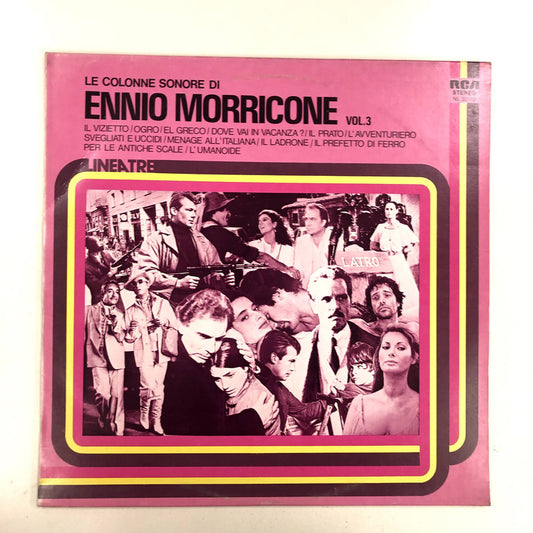 LE COLONNE SONORE DI
ENNIO MORRICONE VOL.3
IL VIZIETTO/OGRO/EL GRECO/DOVE VAI IN VACANZA?/IL PRATO/L'AVVENTURIERO
SVEGLIATI E UCCIDI/MENAGE ALL'ITALIANA/IL LADRONE/IL PREFETTO DI FERRO
PER LE ANTICHE SCALE/L'UMANOIDE
LINEATRE
RCA
STEREO
LATRO